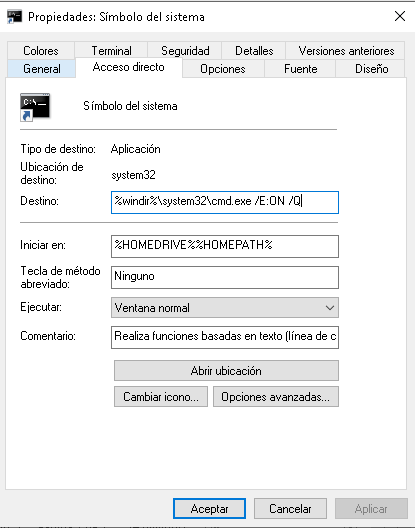 Propiedades: Símbolo del sistema
Colores Terminal Seguridad Detalles Versiones anteriores
General Acceso directo Opciones Fuente Diseño
C:\
Símbolo del sistema
Tipo de destino: Aplicación
Ubicación de
destino: system32
Destino: %windir%\system32\cmd.exe /E:ON /Q
Iniciar en: %HOMEDRIVE%%HOMEPATH%
Tecla de método
abreviado: Ninguno
Ejecutar: Ventana normal
Comentario: Realiza funciones basadas en texto (línea de c
Abrir ubicación
Cambiar icono... Opciones avanzadas...
Aceptar Cancelar Aplicar